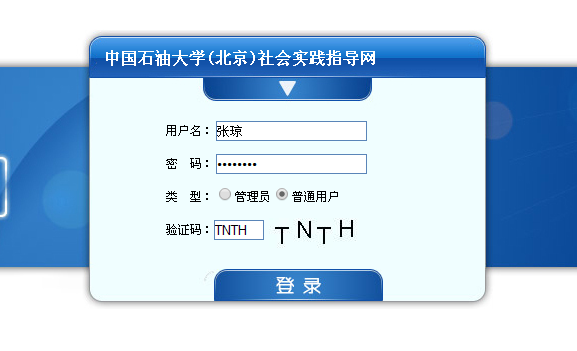 中国石油大学(北京)社会实践指导网
用户名： 张琼
密 码： ••••••••
类 型： 管理员 普通用户
验证码： TNTH TNTH
登 录